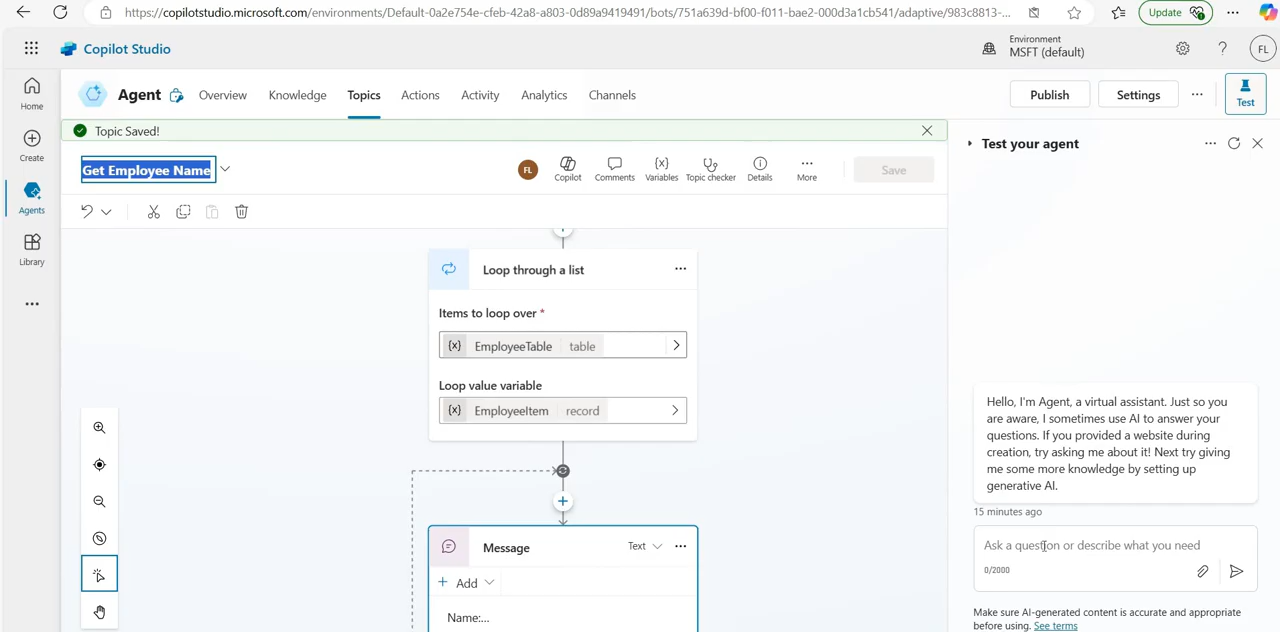 https://copilotstudio.microsoft.com/environments/Default-0a2e754e-cfeb-42a8-a803-0d89a9419491/bots/751a639d-bf00-f011-bae2-000d3a1cb541/adaptive/983c8813-...
Update
Copilot Studio
Environment
MSFT (default)
FL
Home
Create
Agents
Library
Agent
Overview
Knowledge
Topics
Actions
Activity
Analytics
Channels
Publish
Settings
Test
Topic Saved!
Get Employee Name
FL
Copilot
Comments
Variables
Topic checker
Details
More
Save
Loop through a list
Items to loop over *
{x} EmployeeTable table
Loop value variable
{x} EmployeeItem record
Message
Text
+ Add
Name:...
Test your agent
Hello, I'm Agent, a virtual assistant. Just so you
are aware, I sometimes use AI to answer your
questions. If you provided a website during
creation, try asking me about it! Next try giving
me some more knowledge by setting up
generative AI.
15 minutes ago
Ask a question or describe what you need
0/2000
Make sure AI-generated content is accurate and appropriate
before using. See terms